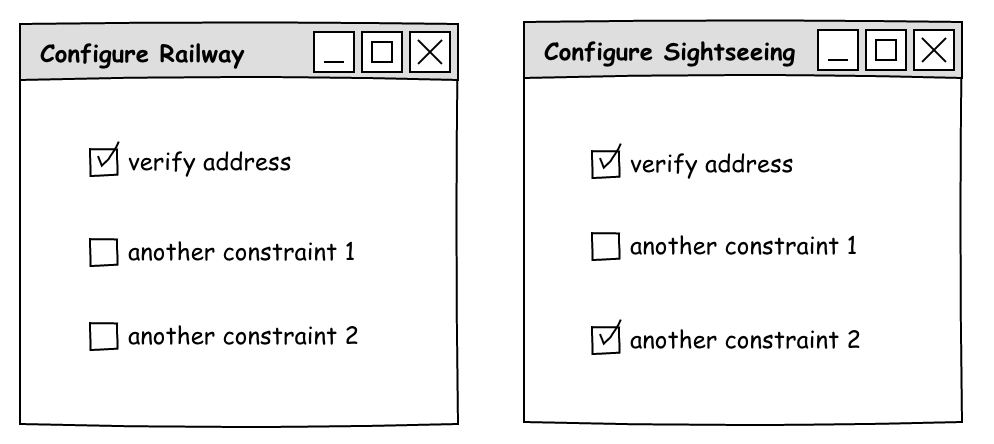 Configure Railway
verify address
another constraint 1
another constraint 2
Configure Sightseeing
verify address
another constraint 1
another constraint 2